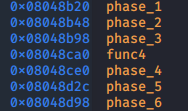 0x08048b20 phase_1
0x08048b48 phase_2
0x08048b98 phase_3
0x08048ca0 func4
0x08048ce0 phase_4
0x08048d2c phase_5
0x08048d98 phase_6